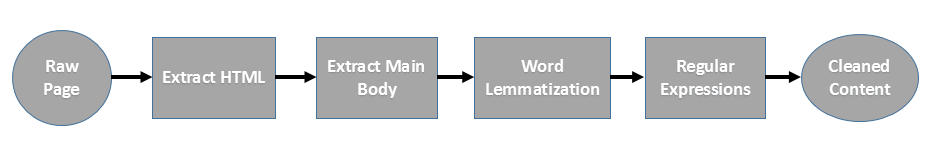 Raw
Page
Extract HTML
Extract Main
Body
Word
Lemmatization
Regular
Expressions
Cleaned
Content